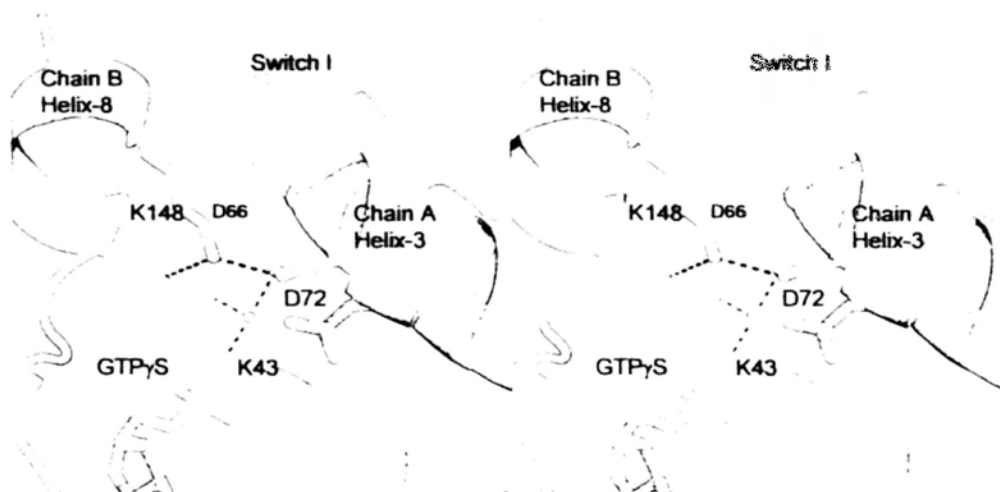 Switch I
Chain B
Helix-8
K148
D66
Chain A
Helix-3
D72
GTPγS
K43
Switch I
Chain B
Helix-8
K148
D66
Chain A
Helix-3
D72
GTPγS
K43